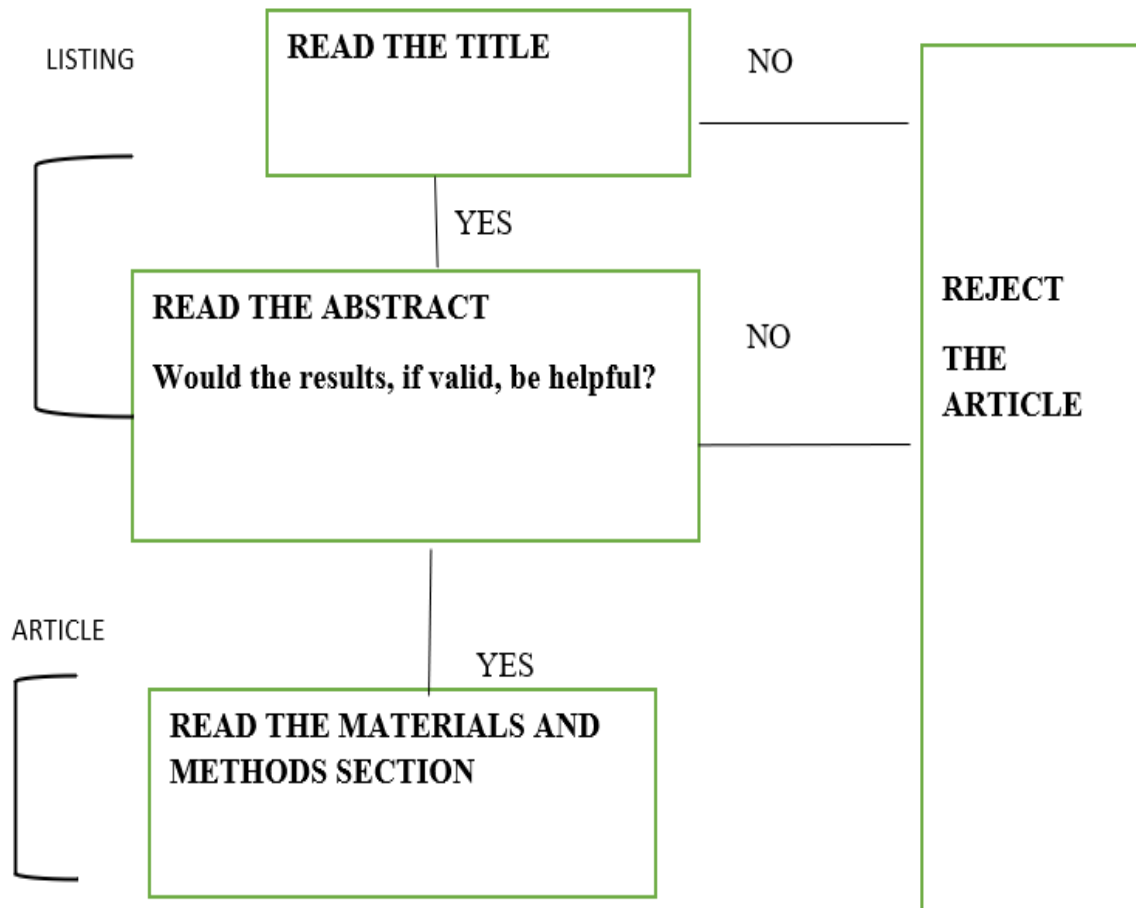 LISTING
READ THE TITLE
NO
YES
READ THE ABSTRACT
Would the results, if valid, be helpful?
NO
REJECT
THE
ARTICLE
ARTICLE
YES
READ THE MATERIALS AND
METHODS SECTION